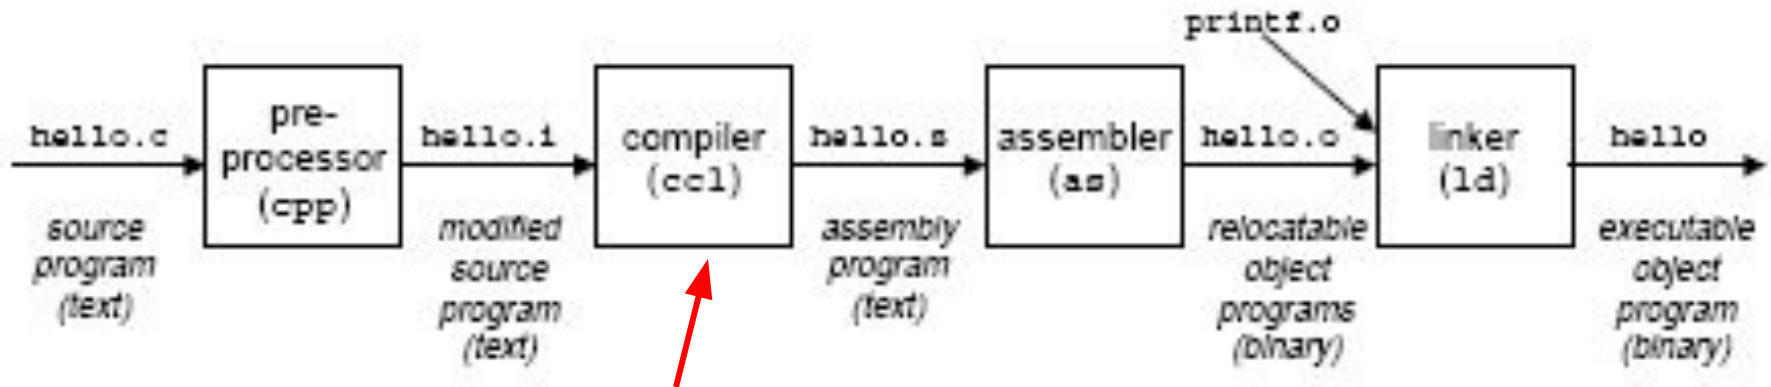 printf.o
hello.c
pre-
processor
(cpp)
hello.i
compiler
(cc1)
hello.s
assembler
(as)
hello.o
linker
(ld)
hello
source
program
(text)
modified
source
program
(text)
assembly
program
(text)
relocatable
object
programs
(binary)
executable
object
program
(binary)